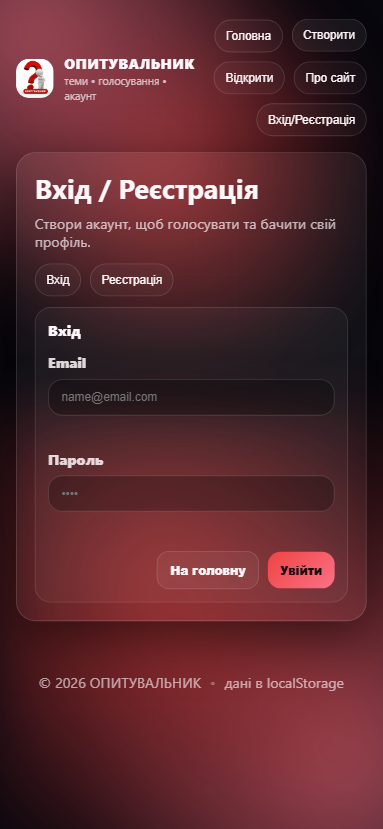 ОПИТУВАЛЬНИК
теми • голосування •
акаунт
Головна
Створити
Відкрити
Про сайт
Вхід/Реєстрація
Вхід / Реєстрація
Створи акаунт, щоб голосувати та бачити свій
профіль.
Вхід
Реєстрація
Вхід
Email
name@email.com
Пароль
••••
На головну
Увійти
© 2026 ОПИТУВАЛЬНИК • дані в localStorage